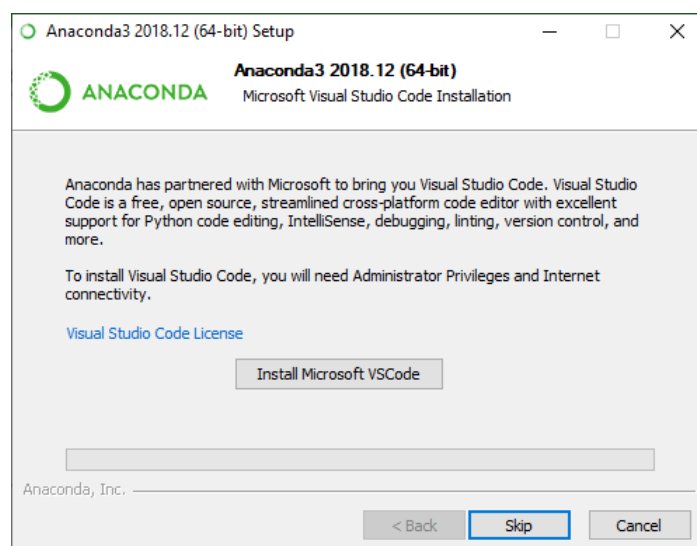 Anaconda3 2018.12 (64-bit) Setup
ANACONDA
Anaconda3 2018.12 (64-bit)
Microsoft Visual Studio Code Installation
Anaconda has partnered with Microsoft to bring you Visual Studio Code. Visual Studio
Code is a free, open source, streamlined cross-platform code editor with excellent
support for Python code editing, IntelliSense, debugging, linting, version control, and
more.
To install Visual Studio Code, you will need Administrator Privileges and Internet
connectivity.
Visual Studio Code License
Install Microsoft VSCode
Anaconda, Inc.
< Back
Skip
Cancel